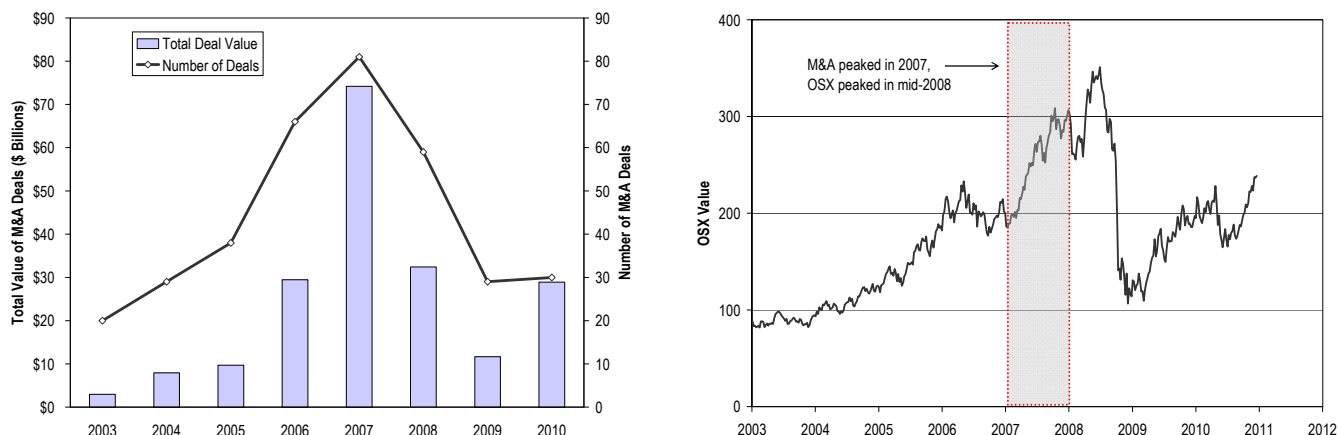 $90
$80
$70
$60
$50
$40
$30
$20
$10
$0
Total Value of M&A Deals ($ Billions)
Total Deal Value
Number of Deals
90
80
70
60
50
40
30
20
10
0
Number of M&A Deals
2003 2004 2005 2006 2007 2008 2009 2010
400
300
200
100
0
OSX Value
M&A peaked in 2007,
OSX peaked in mid-2008
2003 2004 2005 2006 2007 2008 2009 2010 2011 2012